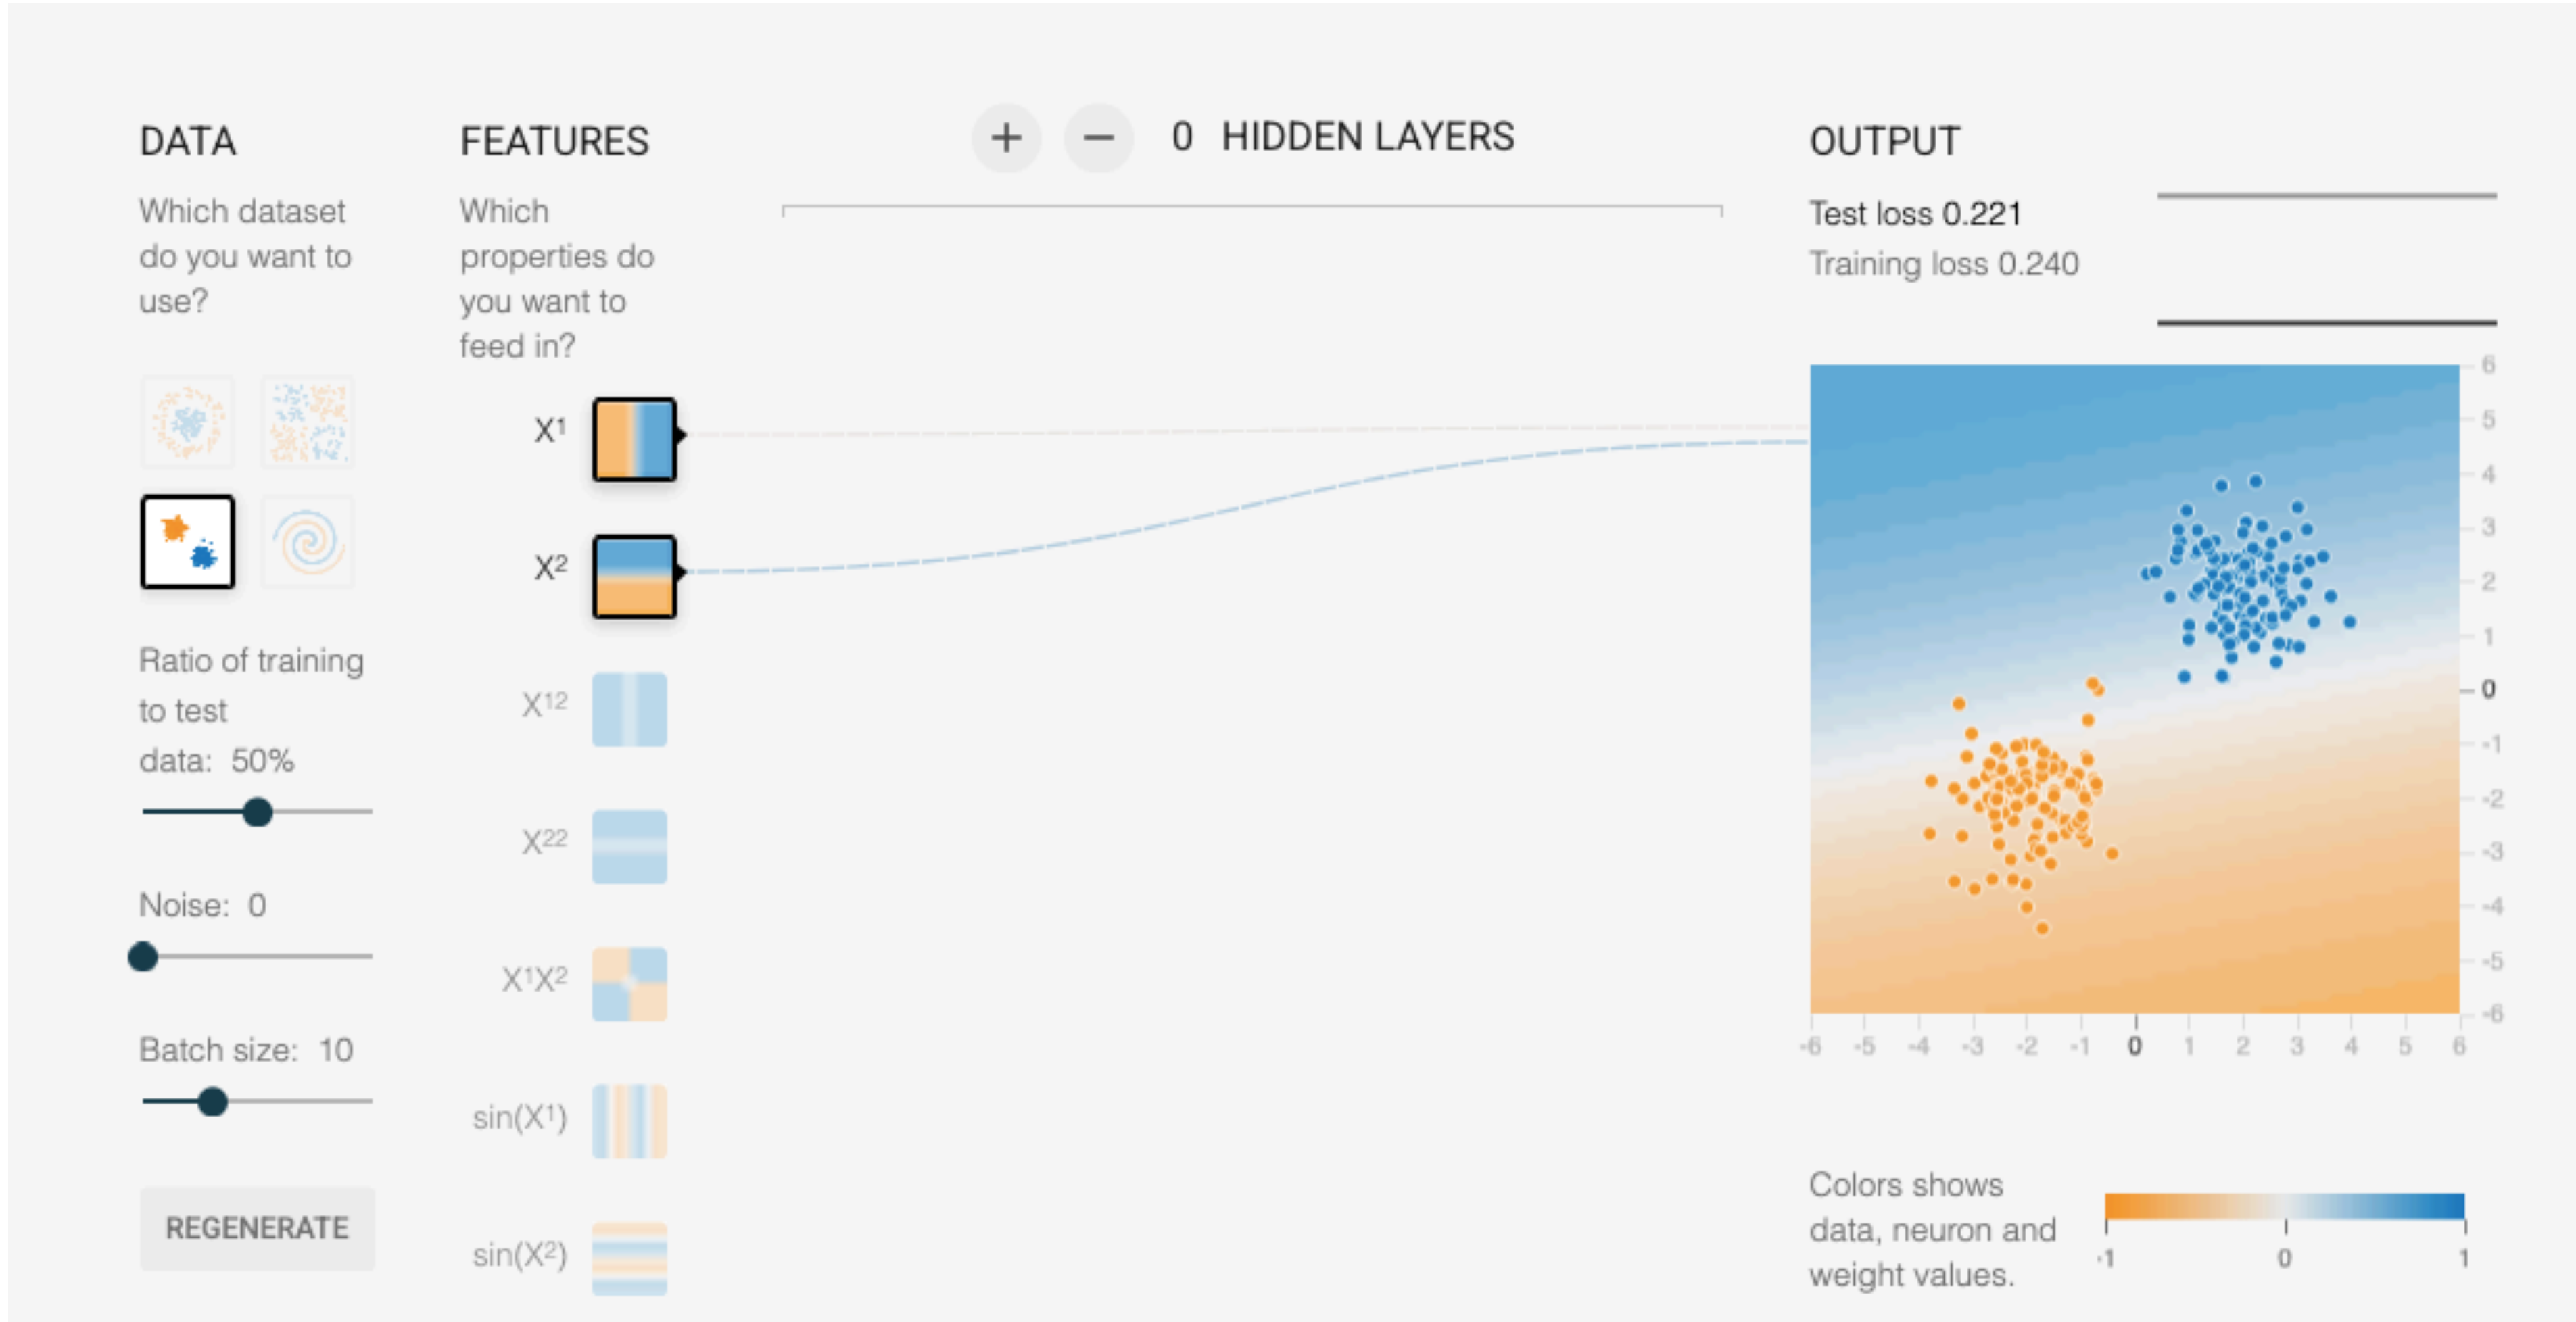 DATA
Which dataset
do you want to
use?
Ratio of training
to test
data: 50%
Noise: 0
Batch size: 10
REGENERATE
FEATURES
Which
properties do
you want to
feed in?
X1
X2
X12
X22
X1X2
sin(X1)
sin(X2)
+ − 0 HIDDEN LAYERS
OUTPUT
Test loss 0.221
Training loss 0.240
6
5
4
3
2
1
0
-1
-2
-3
-4
-5
-6
-6 -5 -4 -3 -2 -1 0 1 2 3 4 5 6
Colors shows
data, neuron and
weight values.
-1 0 1